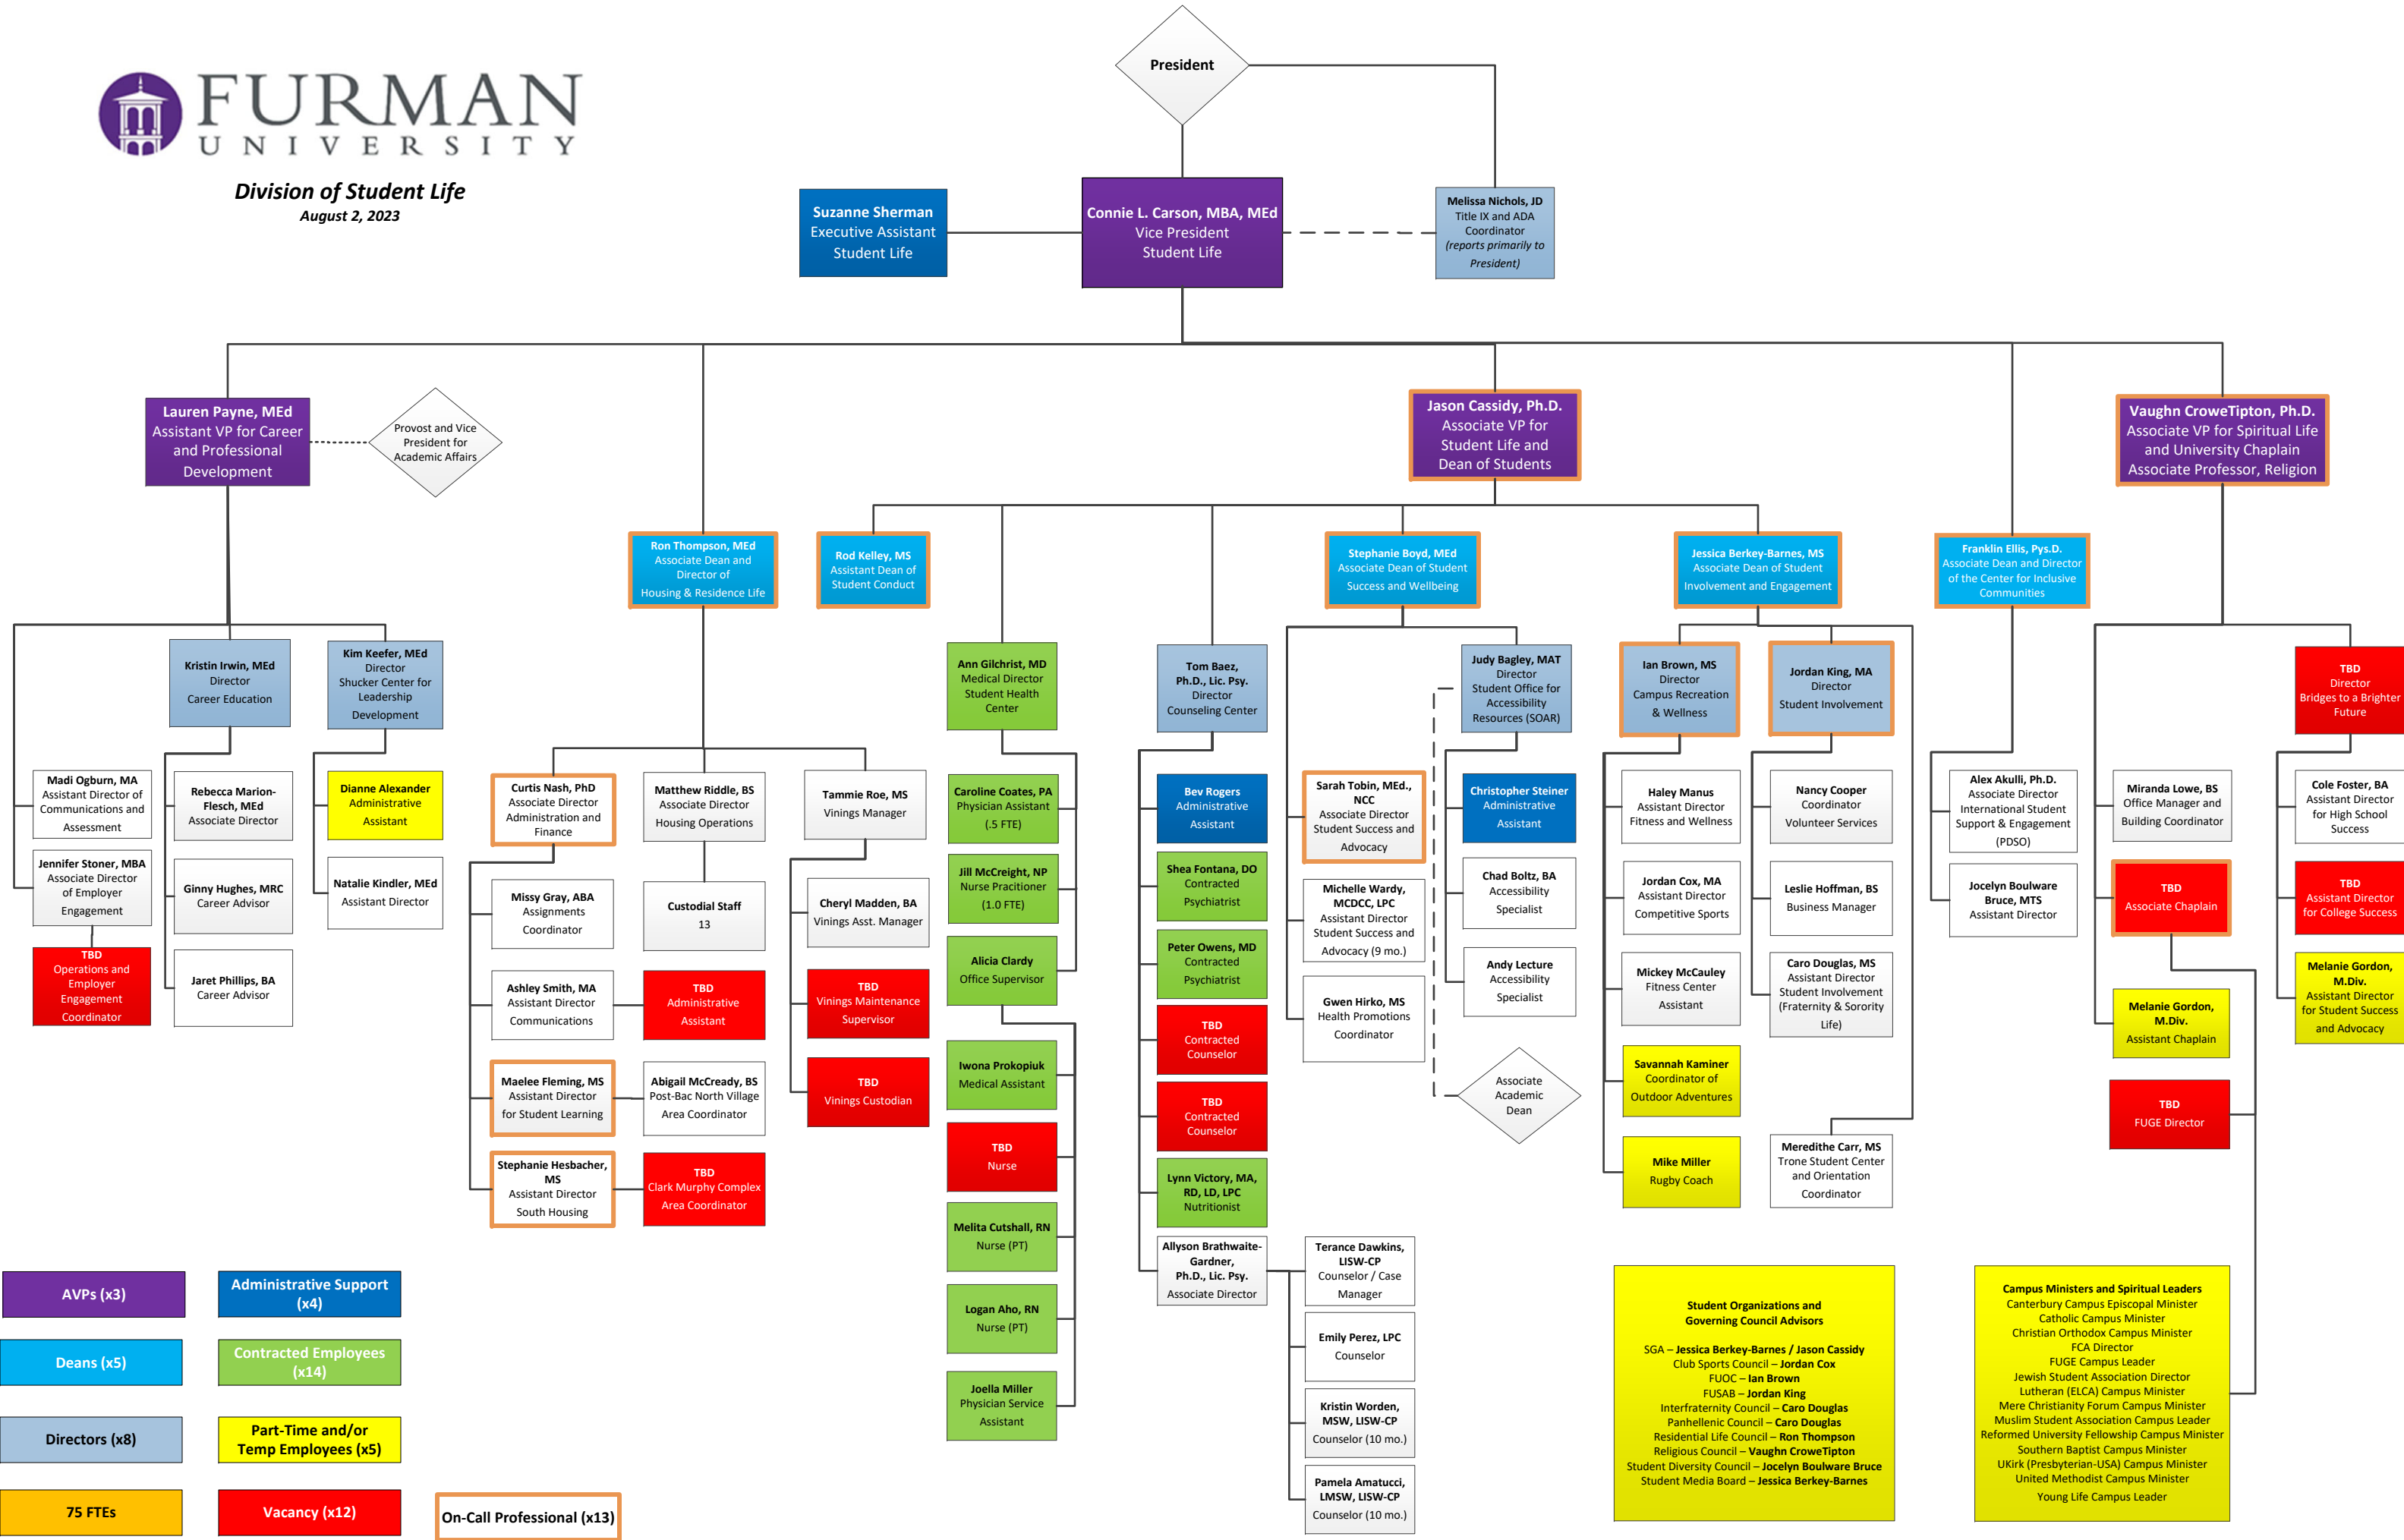 FURMAN
UNIVERSITY
Division of Student Life
August 2, 2023
President
Suzanne Sherman
Executive Assistant
Student Life
Connie L. Carson, MBA, MEd
Vice President
Student Life
Melissa Nichols, JD
Title IX and ADA
Coordinator
(reports primarily to
President)
Lauren Payne, MEd
Assistant VP for Career
and Professional
Development
Provost and Vice
President for
Academic Affairs
Jason Cassidy, Ph.D.
Associate VP for
Student Life and
Dean of Students
Vaughn CroweTipton, Ph.D.
Associate VP for Spiritual Life
and University Chaplain
Associate Professor, Religion
Ron Thompson, MEd
Associate Dean and
Director of
Housing & Residence Life
Rod Kelley, MS
Assistant Dean of
Student Conduct
Stephanie Boyd, MEd
Associate Dean of Student
Success and Wellbeing
Jessica Berkey-Barnes, MS
Associate Dean of Student
Involvement and Engagement
Franklin Ellis, Pys.D.
Associate Dean and Director
of the Center for Inclusive
Communities
Kristin Irwin, MEd
Director
Career Education
Kim Keefer, MEd
Director
Shucker Center for
Leadership
Development
Ann Gilchrist, MD
Medical Director
Student Health
Center
Tom Baez,
Ph.D., Lic. Psy.
Director
Counseling Center
Judy Bagley, MAT
Director
Student Office for
Accessibility
Resources (SOAR)
Ian Brown, MS
Director
Campus Recreation
& Wellness
Jordan King, MA
Director
Student Involvement
TBD
Director
Bridges to a Brighter
Future
Madi Ogburn, MA
Assistant Director of
Communications and
Assessment
Jennifer Stoner, MBA
Associate Director
of Employer
Engagement
TBD
Operations and
Employer
Engagement
Coordinator
Rebecca Marion-
Flesch, MEd
Associate Director
Ginny Hughes, MRC
Career Advisor
Jaret Phillips, BA
Career Advisor
Dianne Alexander
Administrative
Assistant
Natalie Kindler, MEd
Assistant Director
Curtis Nash, PhD
Associate Director
Administration and
Finance
Missy Gray, ABA
Assignments
Coordinator
Ashley Smith, MA
Assistant Director
Communications
Maelee Fleming, MS
Assistant Director
for Student Learning
Stephanie Hesbacher,
MS
Assistant Director
South Housing
Matthew Riddle, BS
Associate Director
Housing Operations
Custodial Staff
13
TBD
Administrative
Assistant
Abigail McCready, BS
Post-Bac North Village
Area Coordinator
TBD
Clark Murphy Complex
Area Coordinator
Tammie Roe, MS
Vinings Manager
Cheryl Madden, BA
Vinings Asst. Manager
TBD
Vinings Maintenance
Supervisor
TBD
Vinings Custodian
Caroline Coates, PA
Physician Assistant
(.5 FTE)
Jill McCreight, NP
Nurse Pracitioner
(1.0 FTE)
Alicia Clardy
Office Supervisor
Iwona Prokopiuk
Medical Assistant
TBD
Nurse
Melita Cutshall, RN
Nurse (PT)
Logan Aho, RN
Nurse (PT)
Joella Miller
Physician Service
Assistant
Bev Rogers
Administrative
Assistant
Shea Fontana, DO
Contracted
Psychiatrist
Peter Owens, MD
Contracted
Psychiatrist
TBD
Contracted
Counselor
TBD
Contracted
Counselor
Lynn Victory, MA,
RD, LD, LPC
Nutritionist
Allyson Brathwaite-
Gardner,
Ph.D., Lic. Psy.
Associate Director
Terance Dawkins,
LISW-CP
Counselor / Case
Manager
Emily Perez, LPC
Counselor
Kristin Worden,
MSW, LISW-CP
Counselor (10 mo.)
Pamela Amatucci,
LMSW, LISW-CP
Counselor (10 mo.)
Sarah Tobin, MEd.,
NCC
Associate Director
Student Success and
Advocacy
Michelle Wardy,
MCDCC, LPC
Assistant Director
Student Success and
Advocacy (9 mo.)
Gwen Hirko, MS
Health Promotions
Coordinator
Christopher Steiner
Administrative
Assistant
Chad Boltz, BA
Accessibility
Specialist
Andy Lecture
Accessibility
Specialist
Associate
Academic
Dean
Haley Manus
Assistant Director
Fitness and Wellness
Jordan Cox, MA
Assistant Director
Competitive Sports
Mickey McCauley
Fitness Center
Assistant
Savannah Kaminer
Coordinator of
Outdoor Adventures
Mike Miller
Rugby Coach
Nancy Cooper
Coordinator
Volunteer Services
Leslie Hoffman, BS
Business Manager
Caro Douglas, MS
Assistant Director
Student Involvement
(Fraternity & Sorority
Life)
Meredithe Carr, MS
Trone Student Center
and Orientation
Coordinator
Alex Akulli, Ph.D.
Associate Director
International Student
Support & Engagement
(PDSO)
Jocelyn Boulware
Bruce, MTS
Assistant Director
Miranda Lowe, BS
Office Manager and
Building Coordinator
TBD
Associate Chaplain
Melanie Gordon,
M.Div.
Assistant Chaplain
TBD
FUGE Director
Cole Foster, BA
Assistant Director
for High School
Success
TBD
Assistant Director
for College Success
Melanie Gordon,
M.Div.
Assistant Director
for Student Success
and Advocacy
Student Organizations and
Governing Council Advisors
SGA – Jessica Berkey-Barnes / Jason Cassidy
Club Sports Council – Jordan Cox
FUOC – Ian Brown
FUSAB – Jordan King
Interfraternity Council – Caro Douglas
Panhellenic Council – Caro Douglas
Residential Life Council – Ron Thompson
Religious Council – Vaughn CroweTipton
Student Diversity Council – Jocelyn Boulware Bruce
Student Media Board – Jessica Berkey-Barnes
Campus Ministers and Spiritual Leaders
Canterbury Campus Episcopal Minister
Catholic Campus Minister
Christian Orthodox Campus Minister
FCA Director
FUGE Campus Leader
Jewish Student Association Director
Lutheran (ELCA) Campus Minister
Mere Christianity Forum Campus Minister
Muslim Student Association Campus Leader
Reformed University Fellowship Campus Minister
Southern Baptist Campus Minister
UKirk (Presbyterian-USA) Campus Minister
United Methodist Campus Minister
Young Life Campus Leader
AVPs (x3)
Administrative Support
(x4)
Deans (x5)
Contracted Employees
(x14)
Directors (x8)
Part-Time and/or
Temp Employees (x5)
75 FTEs
Vacancy (x12)
On-Call Professional (x13)